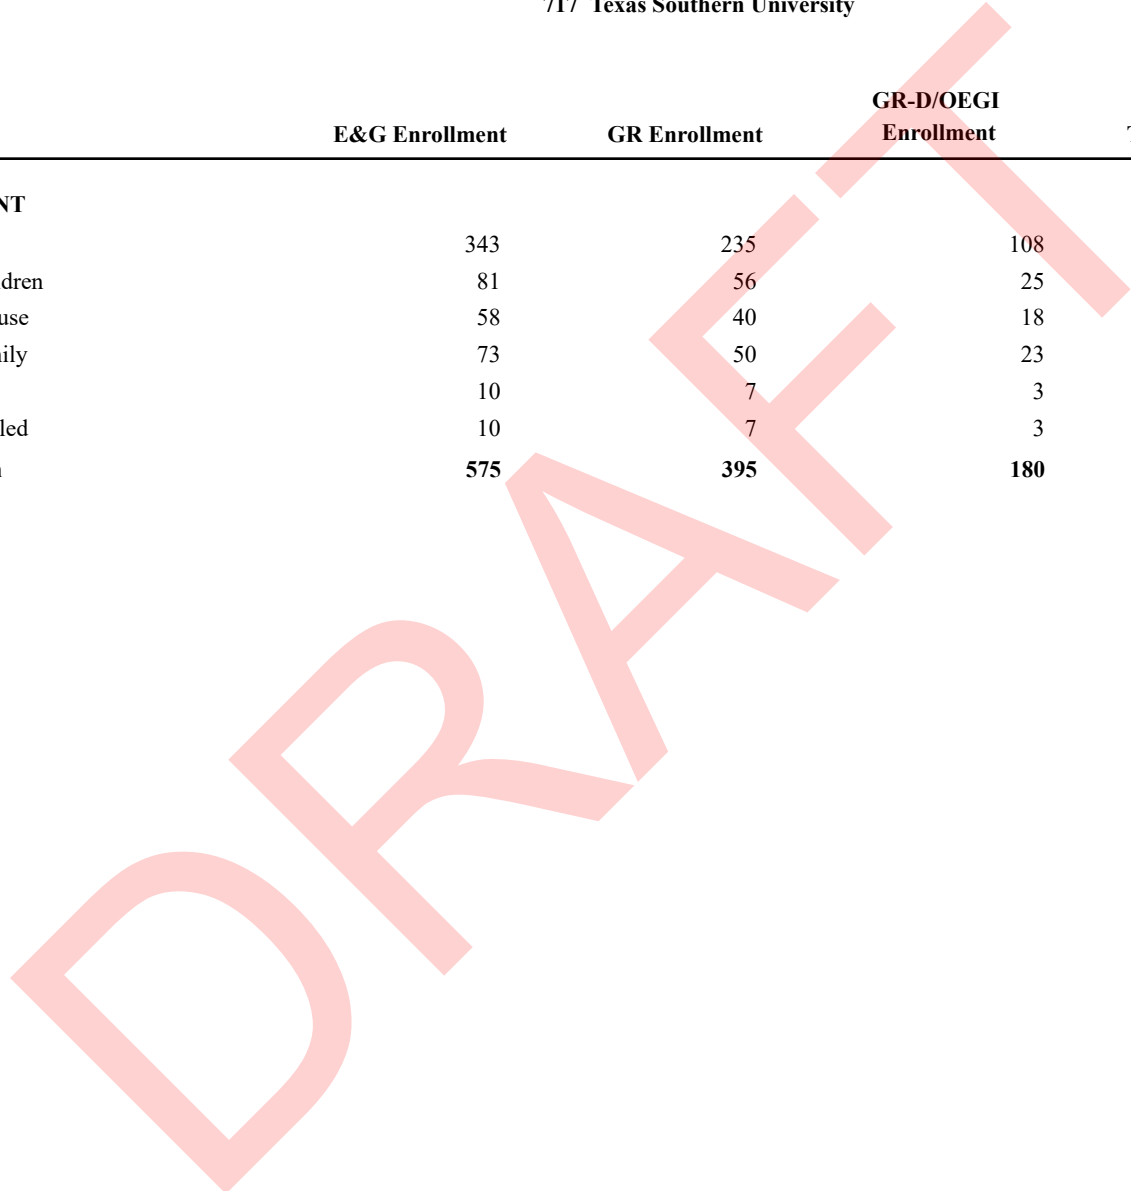 717 Texas Southern University
GR-D/OEGI
E&G Enrollment GR Enrollment Enrollment
NT
343 235 108
dren 81 56 25
use 58 40 18
ily 73 50 23
10 7 3
led 10 7 3
575 395 180
DRAFT